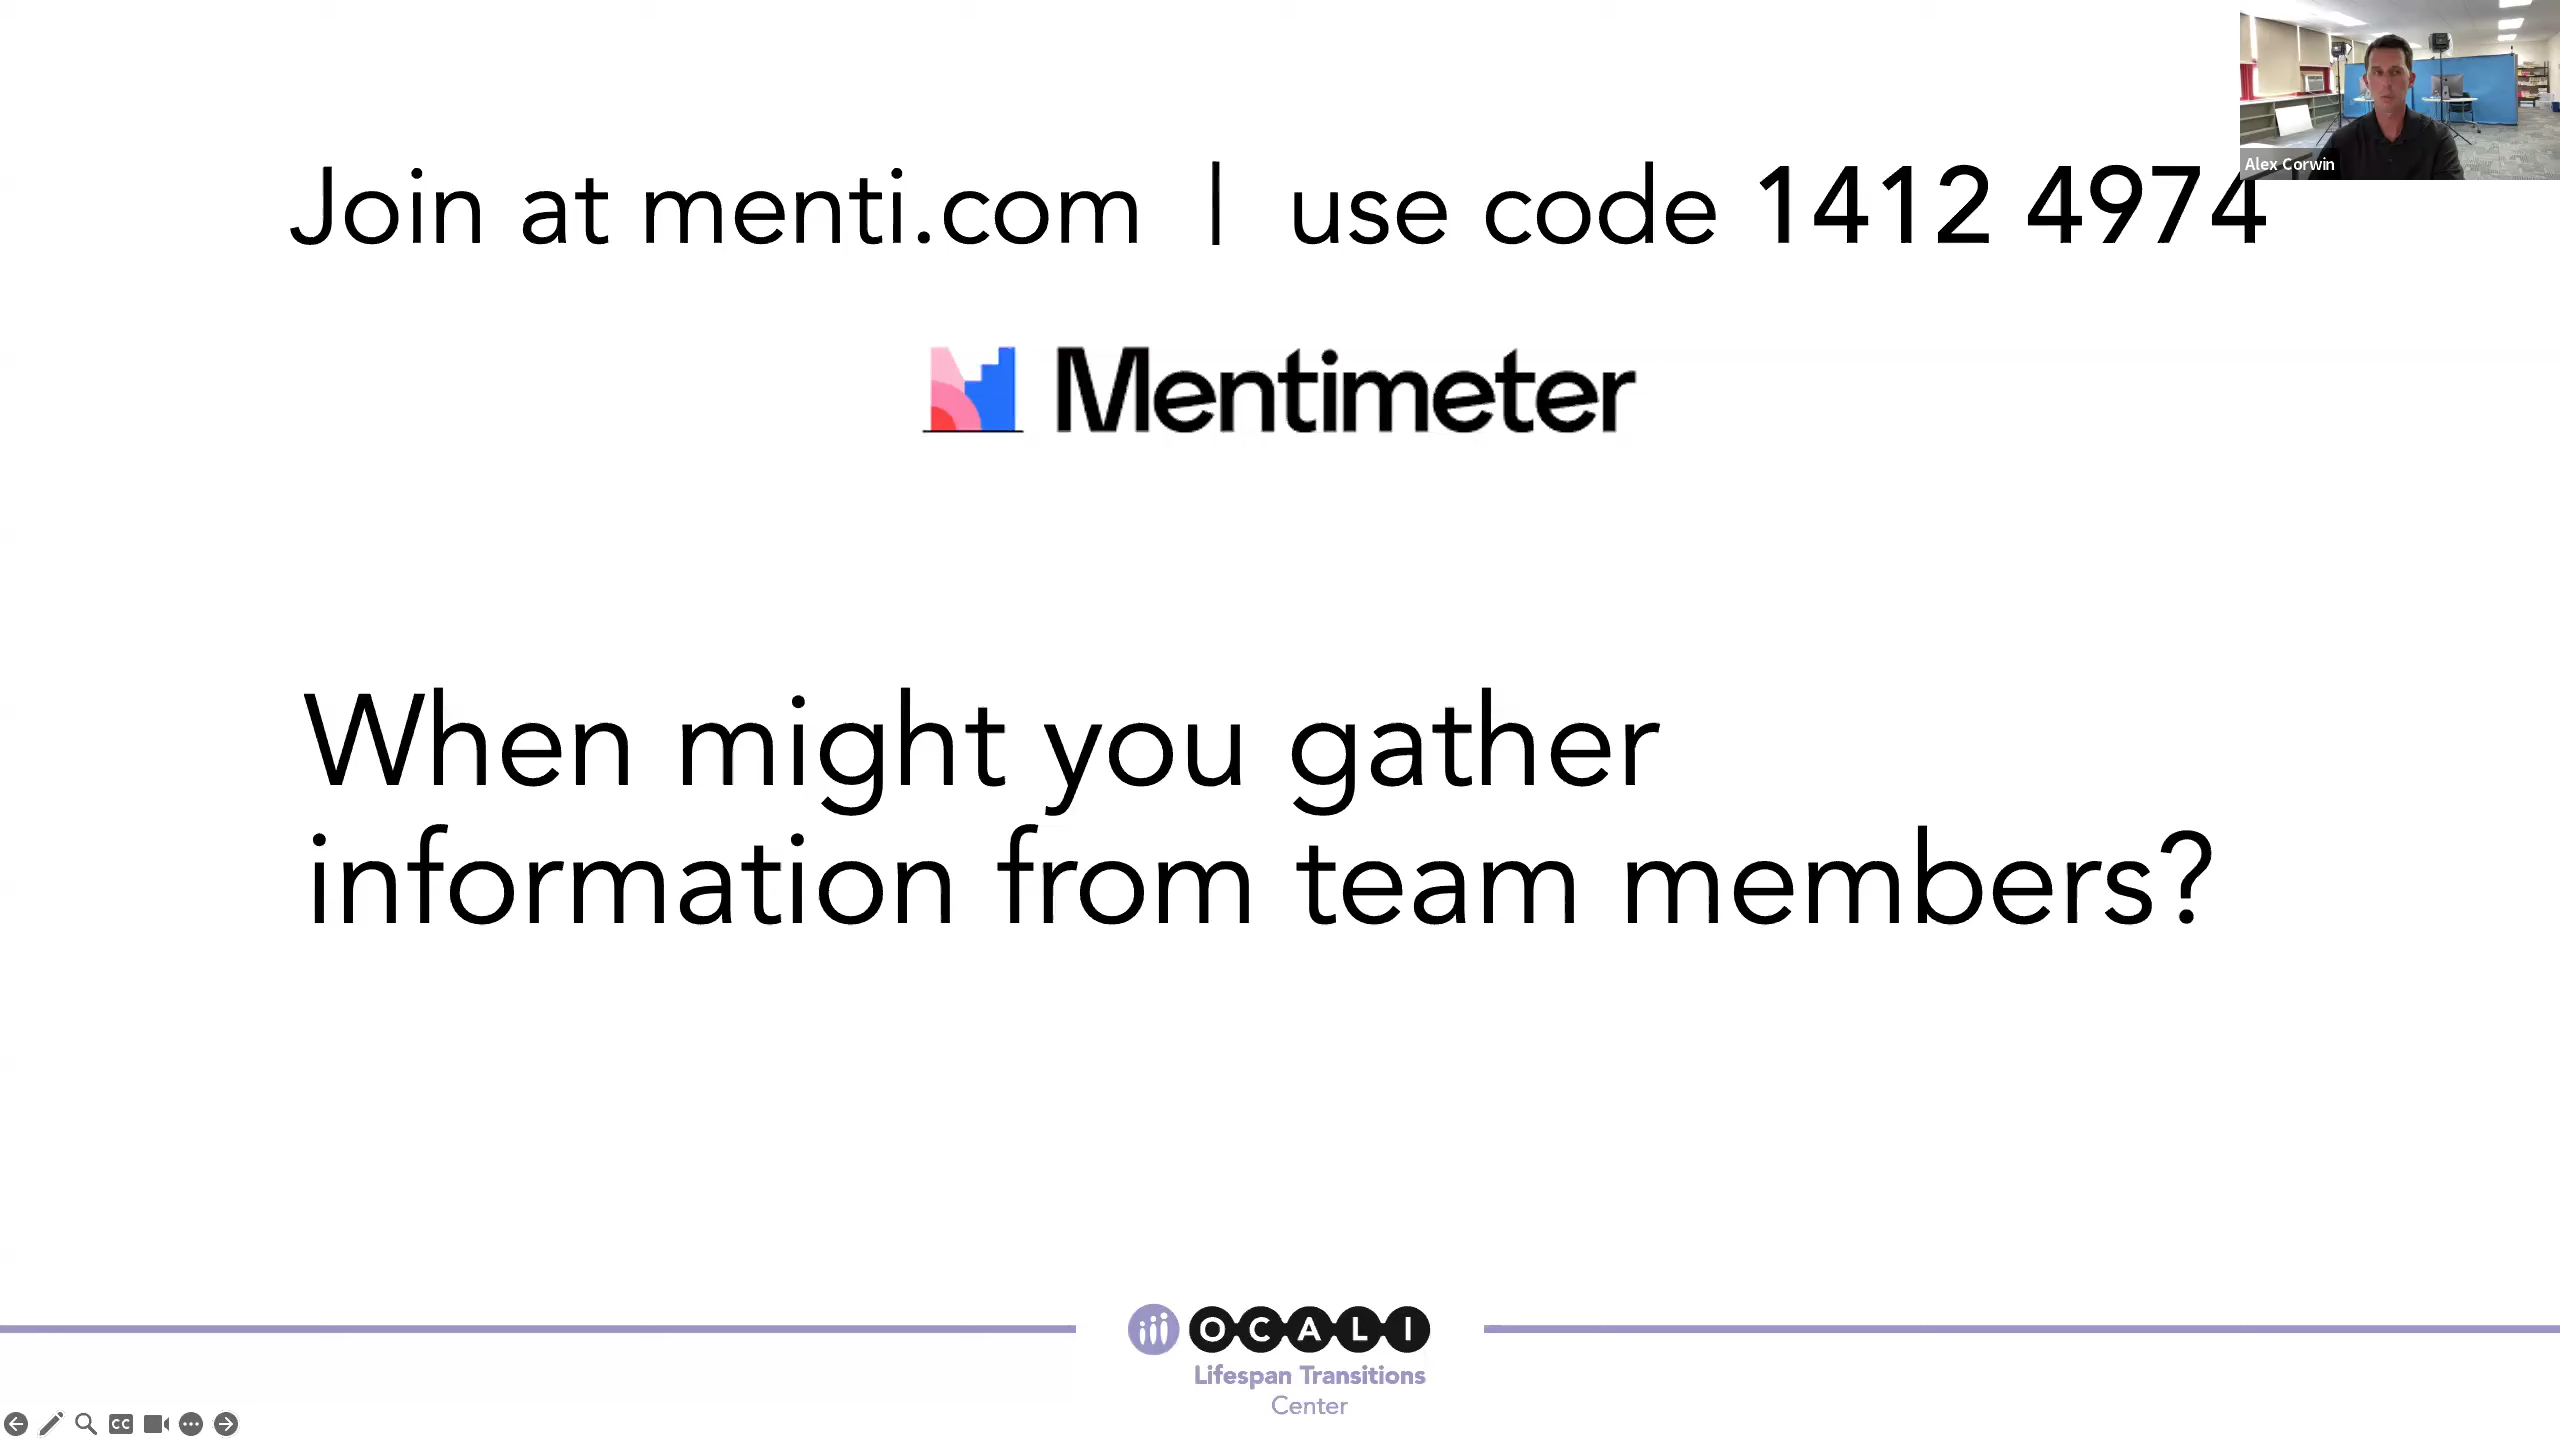 Alex Corwin
Join at menti.com | use code 1412 4974
Mentimeter
When might you gather
information from team members?
OCALI
Lifespan Transitions
Center
CC